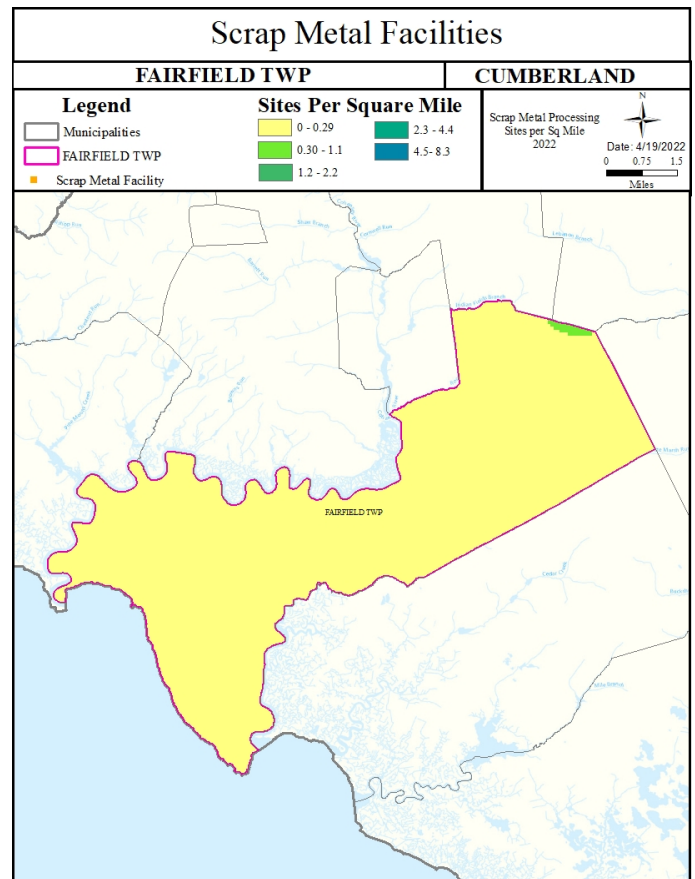 Scrap Metal Facilities
FAIRFIELD TWP
CUMBERLAND
Legend
Municipalities
FAIRFIELD TWP
Scrap Metal Facility
Sites Per Square Mile
0 - 0.29
0.30 - 1.1
1.2 - 2.2
2.3 - 4.4
4.5- 8.3
Scrap Metal Processing
Sites per Sq Mile
2022
N
Date: 4/19/2022
0 0.75 1.5
Miles
Lebanon Branch
FAIRFIELD TWP